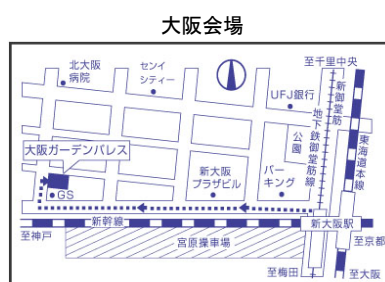 大阪会場
至千里中央
北大阪
病院
センイ
シティー
UFJ銀行
新御堂筋
地下鉄御堂筋線
東海道本線
公園
大阪ガーデンパレス
新大阪
プラザビル
パー
キング
GS
新幹線
新大阪駅
至神戸
宮原操車場
至京都
至梅田
至大阪